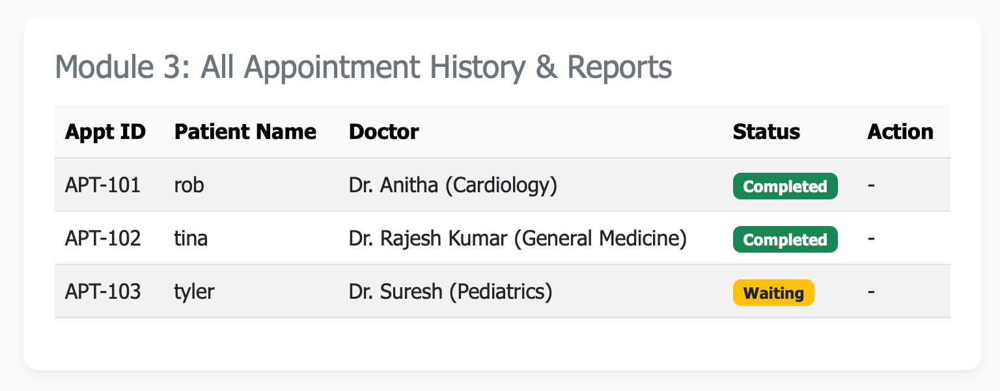 Module 3: All Appointment History & Reports
Appt ID Patient Name Doctor Status Action
APT-101 rob Dr. Anitha (Cardiology) Completed -
APT-102 tina Dr. Rajesh Kumar (General Medicine) Completed -
APT-103 tyler Dr. Suresh (Pediatrics) Waiting -